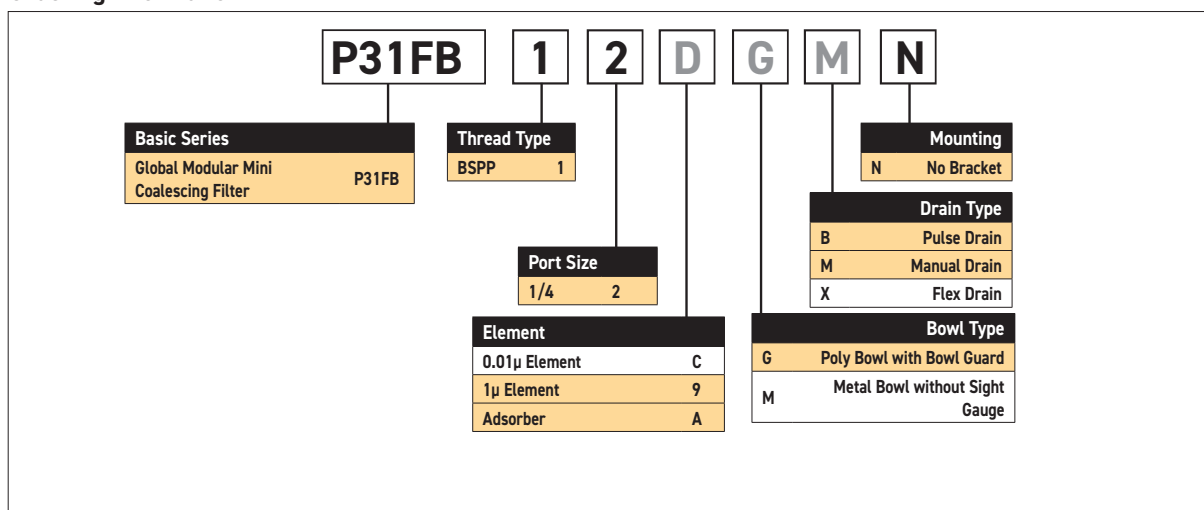 P31FB 1 2 D G M N
Basic Series
Global Modular Mini
Coalescing Filter P31FB
Thread Type
BSPP 1
Mounting
N No Bracket
Drain Type
B Pulse Drain
M Manual Drain
X Flex Drain
Port Size
1/4 2
Element
0.01µ Element C
1µ Element 9
Adsorber A
Bowl Type
G Poly Bowl with Bowl Guard
M Metal Bowl without Sight
Gauge